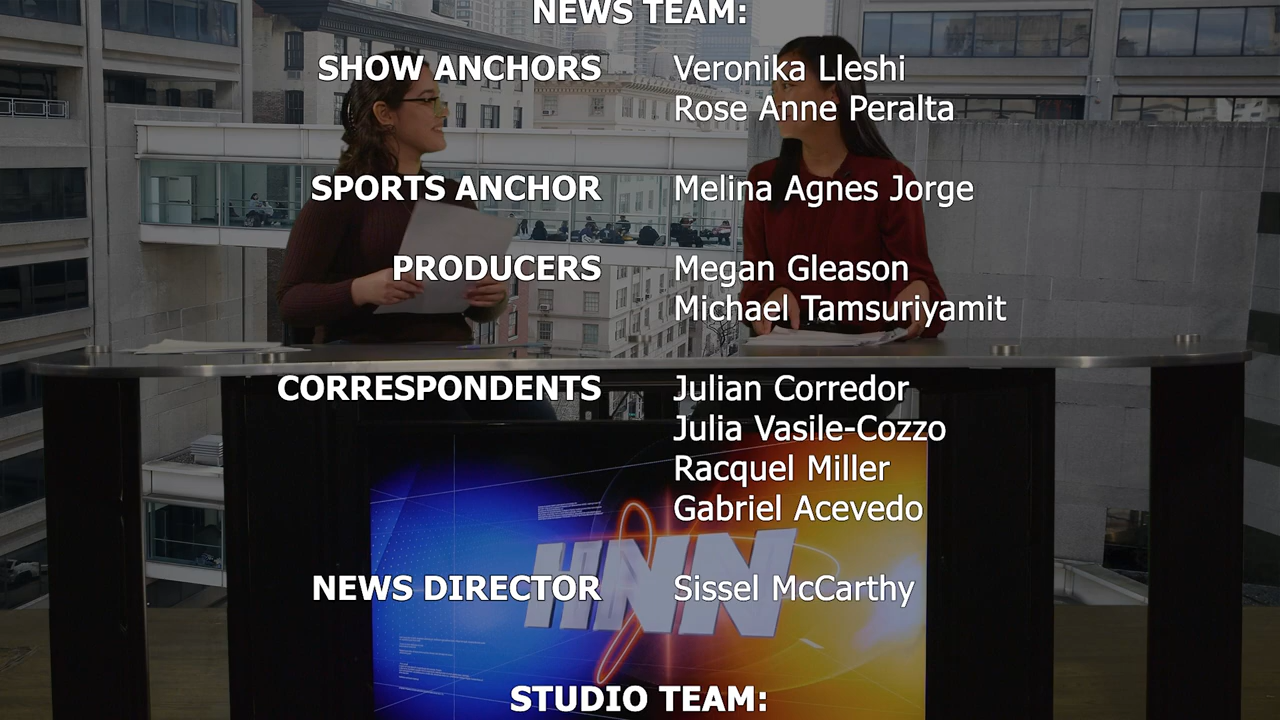 NEWS TEAM:
SHOW ANCHORS Veronika Lleshi
Rose Anne Peralta
SPORTS ANCHOR Melina Agnes Jorge
PRODUCERS Megan Gleason
Michael Tamsuriyamit
CORRESPONDENTS Julian Corredor
Julia Vasile-Cozzo
Racquel Miller
Gabriel Acevedo
HNN
NEWS DIRECTOR Sissel McCarthy
STUDIO TEAM: